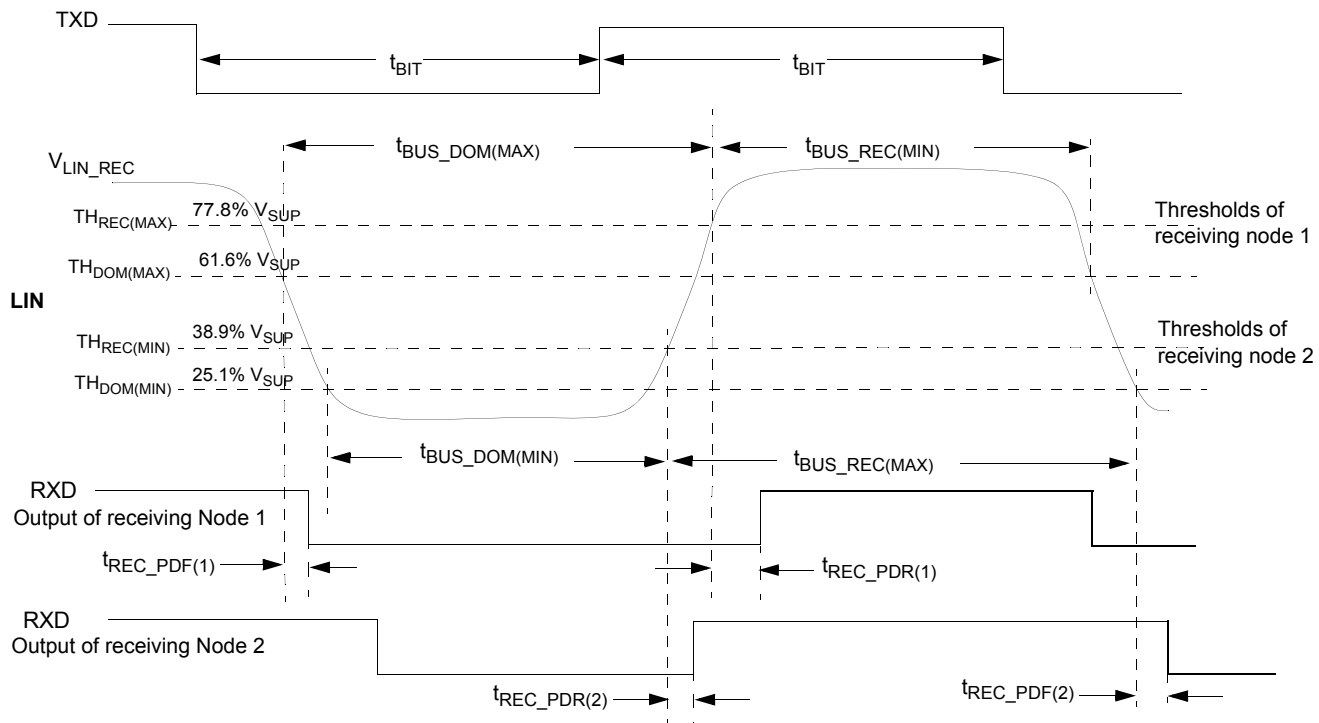 TXD
tBIT
tBIT
tBUS_DOM(MAX)
tBUS_REC(MIN)
VLIN_REC
THREC(MAX) 77.8% VSUP
Thresholds of
receiving node 1
THDOM(MAX) 61.6% VSUP
LIN
THREC(MIN) 38.9% VSUP
Thresholds of
receiving node 2
THDOM(MIN) 25.1% VSUP
tBUS_DOM(MIN)
tBUS_REC(MAX)
RXD
Output of receiving Node 1
tREC_PDF(1)
tREC_PDR(1)
RXD
Output of receiving Node 2
tREC_PDR(2)
tREC_PDF(2)